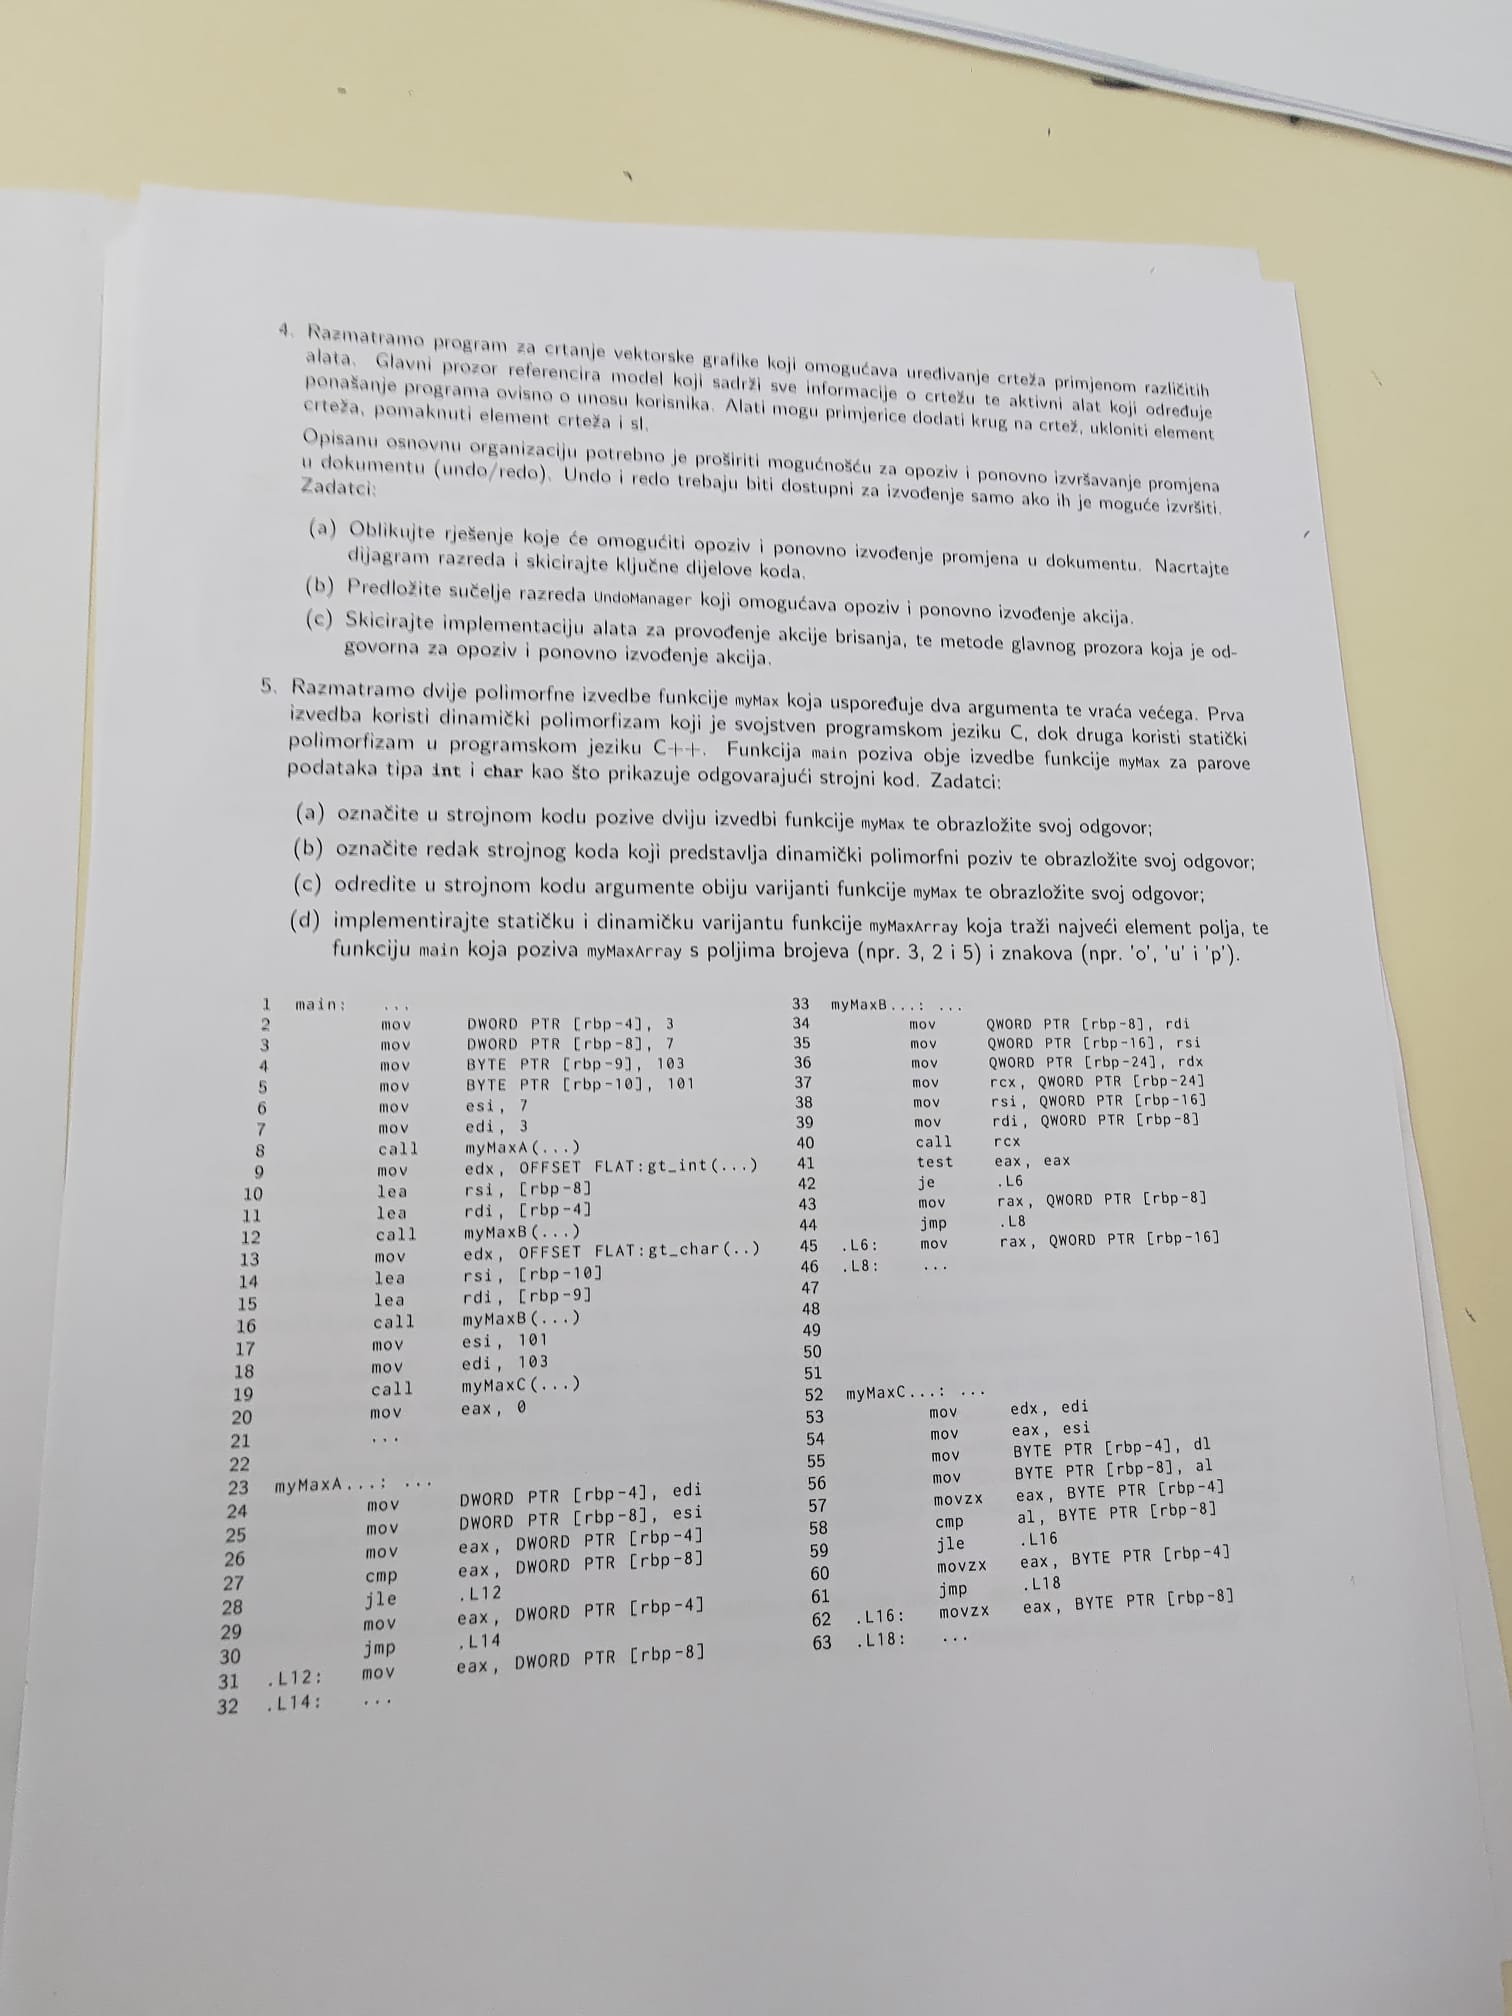 4. Razmatramo program za crtanje vektorske grafike koji omogućava uređivanje crteža primjenom različitih
alata. Glavni prozor referencira model koji sadrži sve informacije o crtežu te aktivni alat koji određuje
ponašanje programa ovisno o unosu korisnika. Alati mogu primjerice dodati krug na crtež, ukloniti element
crteža, pomaknuti element crteža i sl.
Opisanu osnovnu organizaciju potrebno je proširiti mogućnošću za opoziv i ponovno izvršavanje promjena
u dokumentu (undo/redo). Undo i redo trebaju biti dostupni za izvođenje samo ako ih je moguće izvršiti.
Zadatci:
(a) Oblikujte rješenje koje će omogućiti opoziv i ponovno izvođenje promjena u dokumentu. Nacrtajte
dijagram razreda i skicirajte ključne dijelove koda.
(b) Predložite sučelje razreda UndoManager koji omogućava opoziv i ponovno izvođenje akcija.
(c) Skicirajte implementaciju alata za provođenje akcije brisanja, te metode glavnog prozora koja je od-
govorna za opoziv i ponovno izvođenje akcija.
5. Razmatramo dvije polimorfne izvedbe funkcije myMax koja uspoređuje dva argumenta te vraća većega. Prva
izvedba koristi dinamički polimorfizam koji je svojstven programskom jeziku C, dok druga koristi statički
polimorfizam u programskom jeziku C++. Funkcija main poziva obje izvedbe funkcije myMax za parove
podataka tipa int i char kao što prikazuje odgovarajući strojni kod. Zadatci:
(a) označite u strojnom kodu pozive dviju izvedbi funkcije myMax te obrazložite svoj odgovor;
(b) označite redak strojnog koda koji predstavlja dinamički polimorfni poziv te obrazložite svoj odgovor;
(c) odredite u strojnom kodu argumente obiju varijanti funkcije myMax te obrazložite svoj odgovor;
(d) implementirajte statičku i dinamičku varijantu funkcije myMaxArray koja traži najveći element polja, te
funkciju main koja poziva myMaxArray s poljima brojeva (npr. 3, 2 i 5) i znakova (npr. 'o', 'u' i 'p').
1 main: ...
2 mov DWORD PTR [rbp-4], 3
3 mov DWORD PTR [rbp-8], 7
4 mov BYTE PTR [rbp-9], 103
5 mov BYTE PTR [rbp-10], 101
6 mov esi, 7
7 mov edi, 3
8 call myMaxA(...)
9 mov edx, OFFSET FLAT:gt_int(...)
10 lea rsi, [rbp-8]
11 lea rdi, [rbp-4]
12 call myMaxB(...)
13 mov edx, OFFSET FLAT:gt_char(..)
14 lea rsi, [rbp-10]
15 lea rdi, [rbp-9]
16 call myMaxB(...)
17 mov esi, 101
18 mov edi, 103
19 call myMaxC(...)
20 mov eax, 0
21 ...
22
23 myMaxA...: ...
24 mov DWORD PTR [rbp-4], edi
25 mov DWORD PTR [rbp-8], esi
26 mov eax, DWORD PTR [rbp-4]
27 cmp eax, DWORD PTR [rbp-8]
28 jle .L12
29 mov eax, DWORD PTR [rbp-4]
30 jmp .L14
31 .L12: mov eax, DWORD PTR [rbp-8]
32 .L14: ...
33 myMaxB...: ...
34 mov QWORD PTR [rbp-8], rdi
35 mov QWORD PTR [rbp-16], rsi
36 mov QWORD PTR [rbp-24], rdx
37 mov rcx, QWORD PTR [rbp-24]
38 mov rsi, QWORD PTR [rbp-16]
39 mov rdi, QWORD PTR [rbp-8]
40 call rcx
41 test eax, eax
42 je .L6
43 mov rax, QWORD PTR [rbp-8]
44 jmp .L8
45 .L6: mov rax, QWORD PTR [rbp-16]
46 .L8: ...
47
48
49
50
51
52 myMaxC...: ...
53 mov edx, edi
54 mov eax, esi
55 mov BYTE PTR [rbp-4], dl
56 mov BYTE PTR [rbp-8], al
57 movzx eax, BYTE PTR [rbp-4]
58 cmp al, BYTE PTR [rbp-8]
59 jle .L16
60 movzx eax, BYTE PTR [rbp-4]
61 jmp .L18
62 .L16: movzx eax, BYTE PTR [rbp-8]
63 .L18: ...